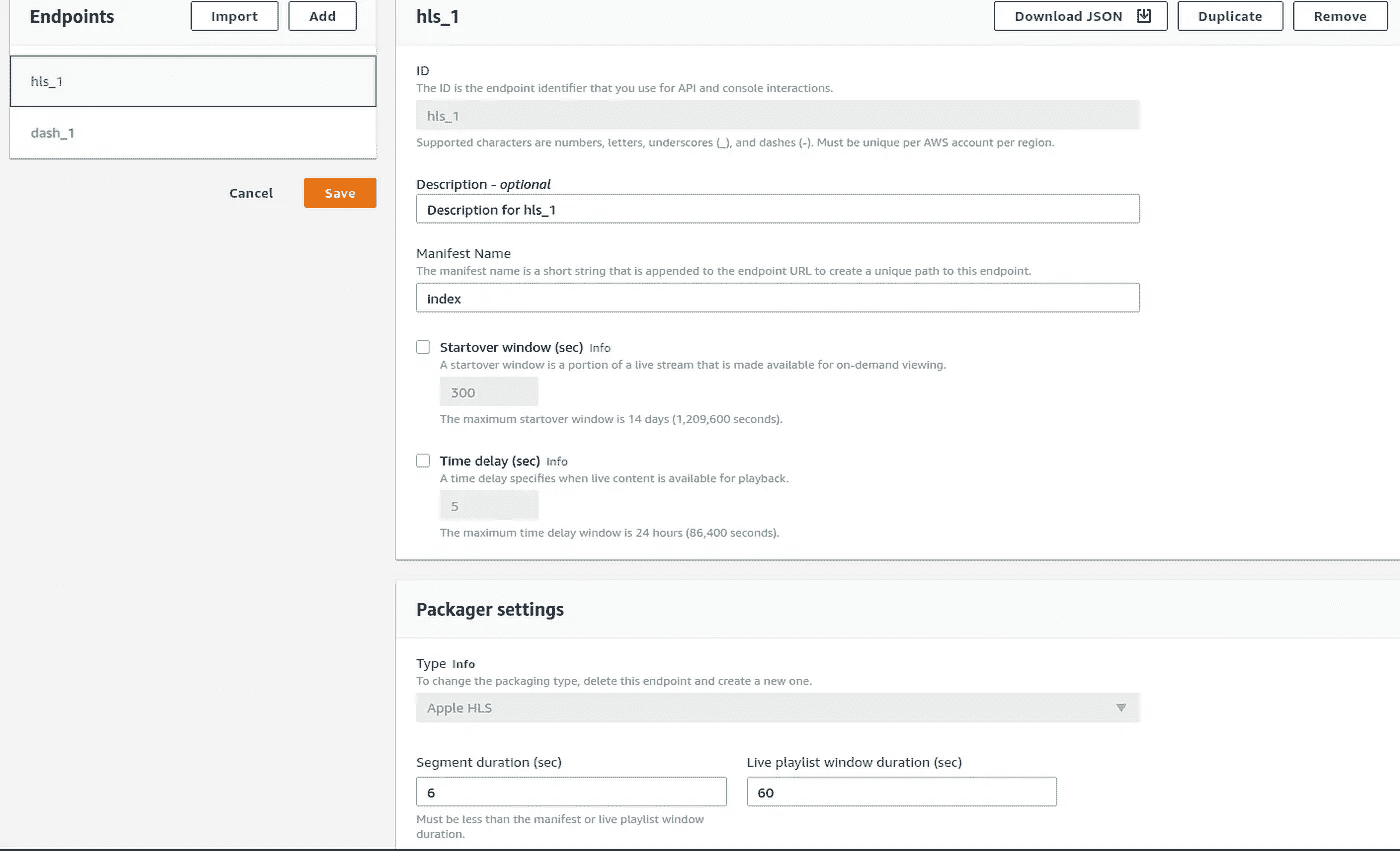 Endpoints
Import
Add
hls_1
dash_1
Cancel
Save
hls_1
Download JSON
Duplicate
Remove
ID
The ID is the endpoint identifier that you use for API and console interactions.
hls_1
Supported characters are numbers, letters, underscores (_), and dashes (-). Must be unique per AWS account per region.
Description - optional
Description for hls_1
Manifest Name
The manifest name is a short string that is appended to the endpoint URL to create a unique path to this endpoint.
index
Startover window (sec) Info
A startover window is a portion of a live stream that is made available for on-demand viewing.
300
The maximum startover window is 14 days (1,209,600 seconds).
Time delay (sec) Info
A time delay specifies when live content is available for playback.
5
The maximum time delay window is 24 hours (86,400 seconds).
Packager settings
Type Info
To change the packaging type, delete this endpoint and create a new one.
Apple HLS
Segment duration (sec)
6
Must be less than the manifest or live playlist window
duration.
Live playlist window duration (sec)
60